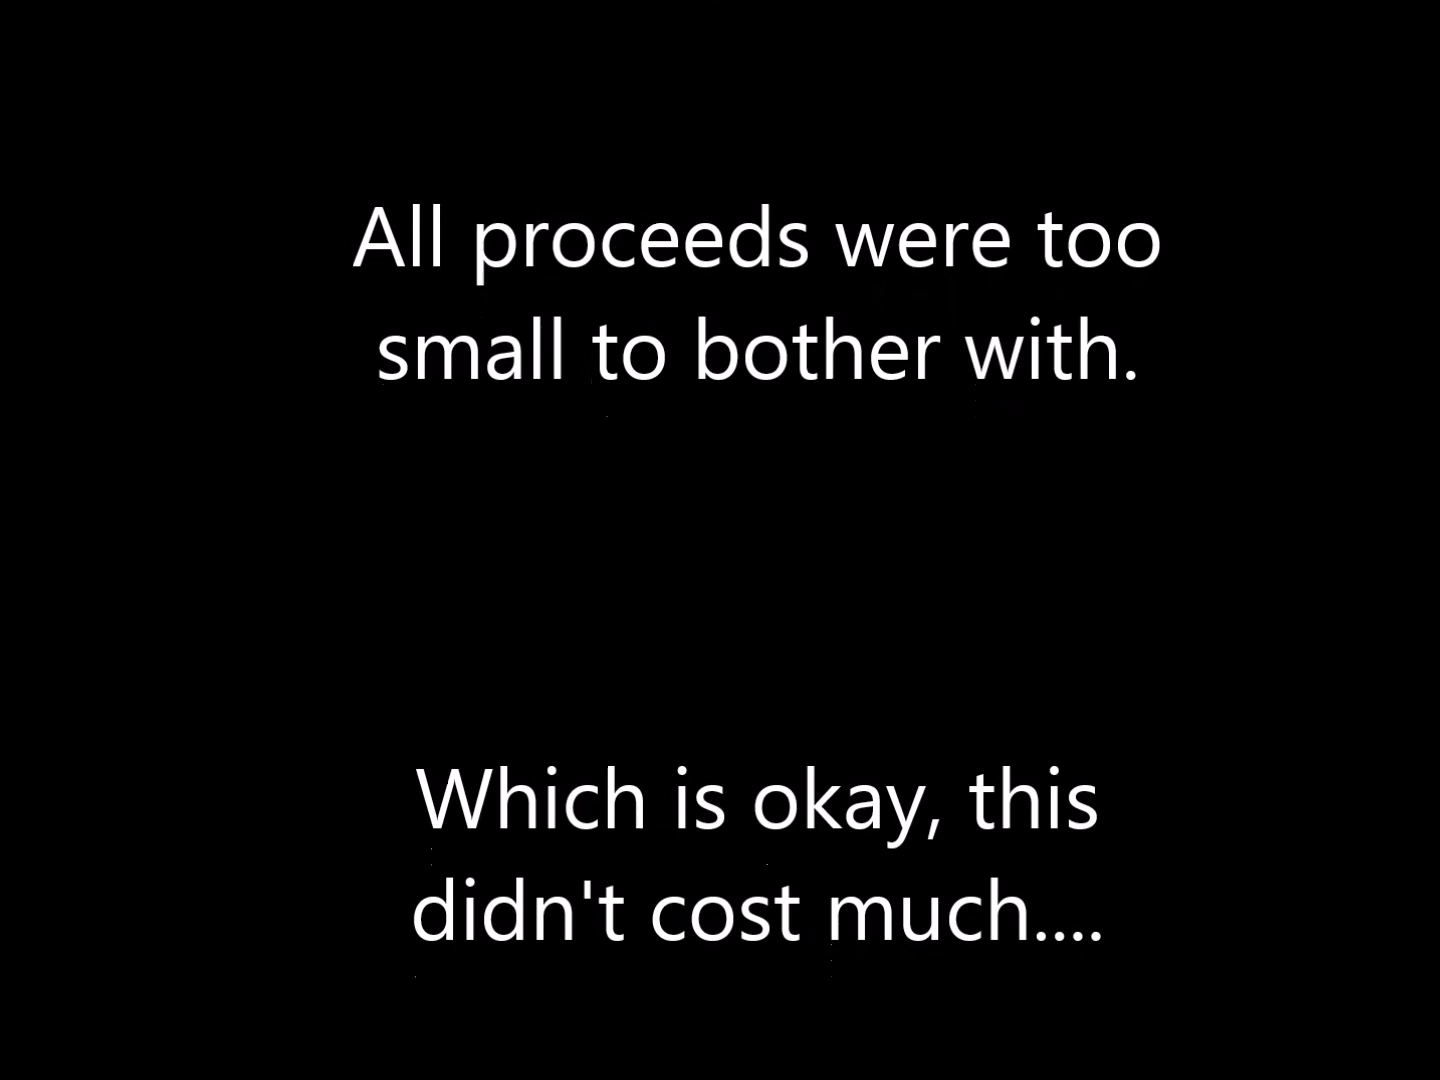 All proceeds were too
small to bother with.
Which is okay, this
didn't cost much....